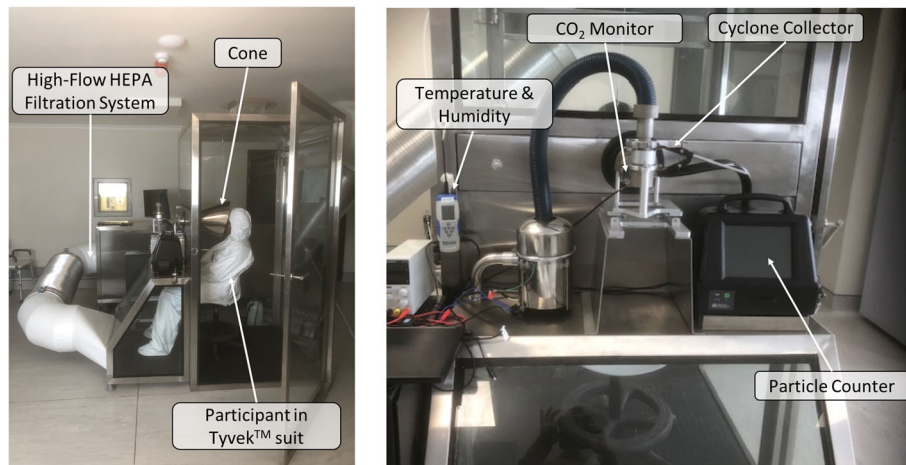 Cone
High-Flow HEPA
Filtration System
Participant in
Tyvek™ suit
CO₂ Monitor
Cyclone Collector
Temperature &
Humidity
Particle Counter